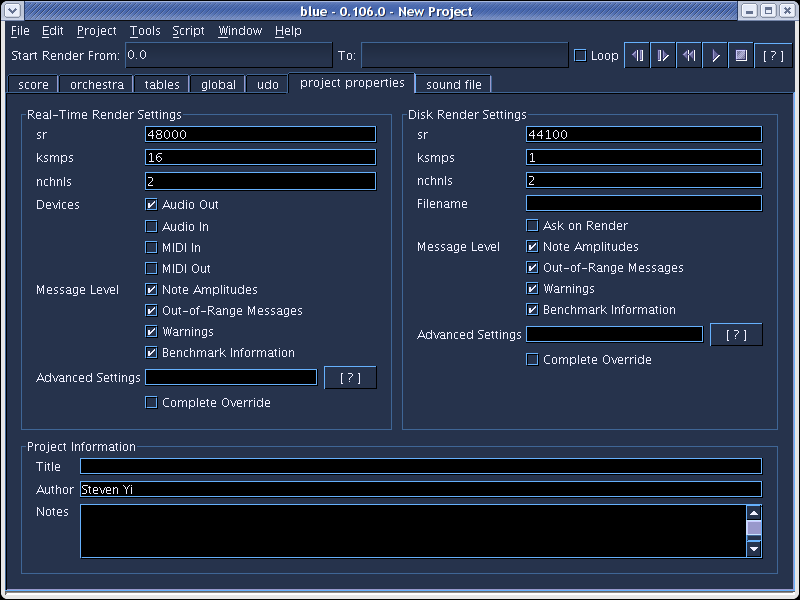 blue - 0.106.0 - New Project
File Edit Project Tools Script Window Help
Start Render From: 0.0 To: Loop [ ? ]
score orchestra tables global udo project properties sound file
Real-Time Render Settings
sr 48000
ksmps 16
nchnls 2
Devices Audio Out
Audio In
MIDI In
MIDI Out
Message Level Note Amplitudes
Out-of-Range Messages
Warnings
Benchmark Information
Advanced Settings [ ? ]
Complete Override
Disk Render Settings
sr 44100
ksmps 1
nchnls 2
Filename
Ask on Render
Message Level Note Amplitudes
Out-of-Range Messages
Warnings
Benchmark Information
Advanced Settings [ ? ]
Complete Override
Project Information
Title
Author Steven Yi
Notes